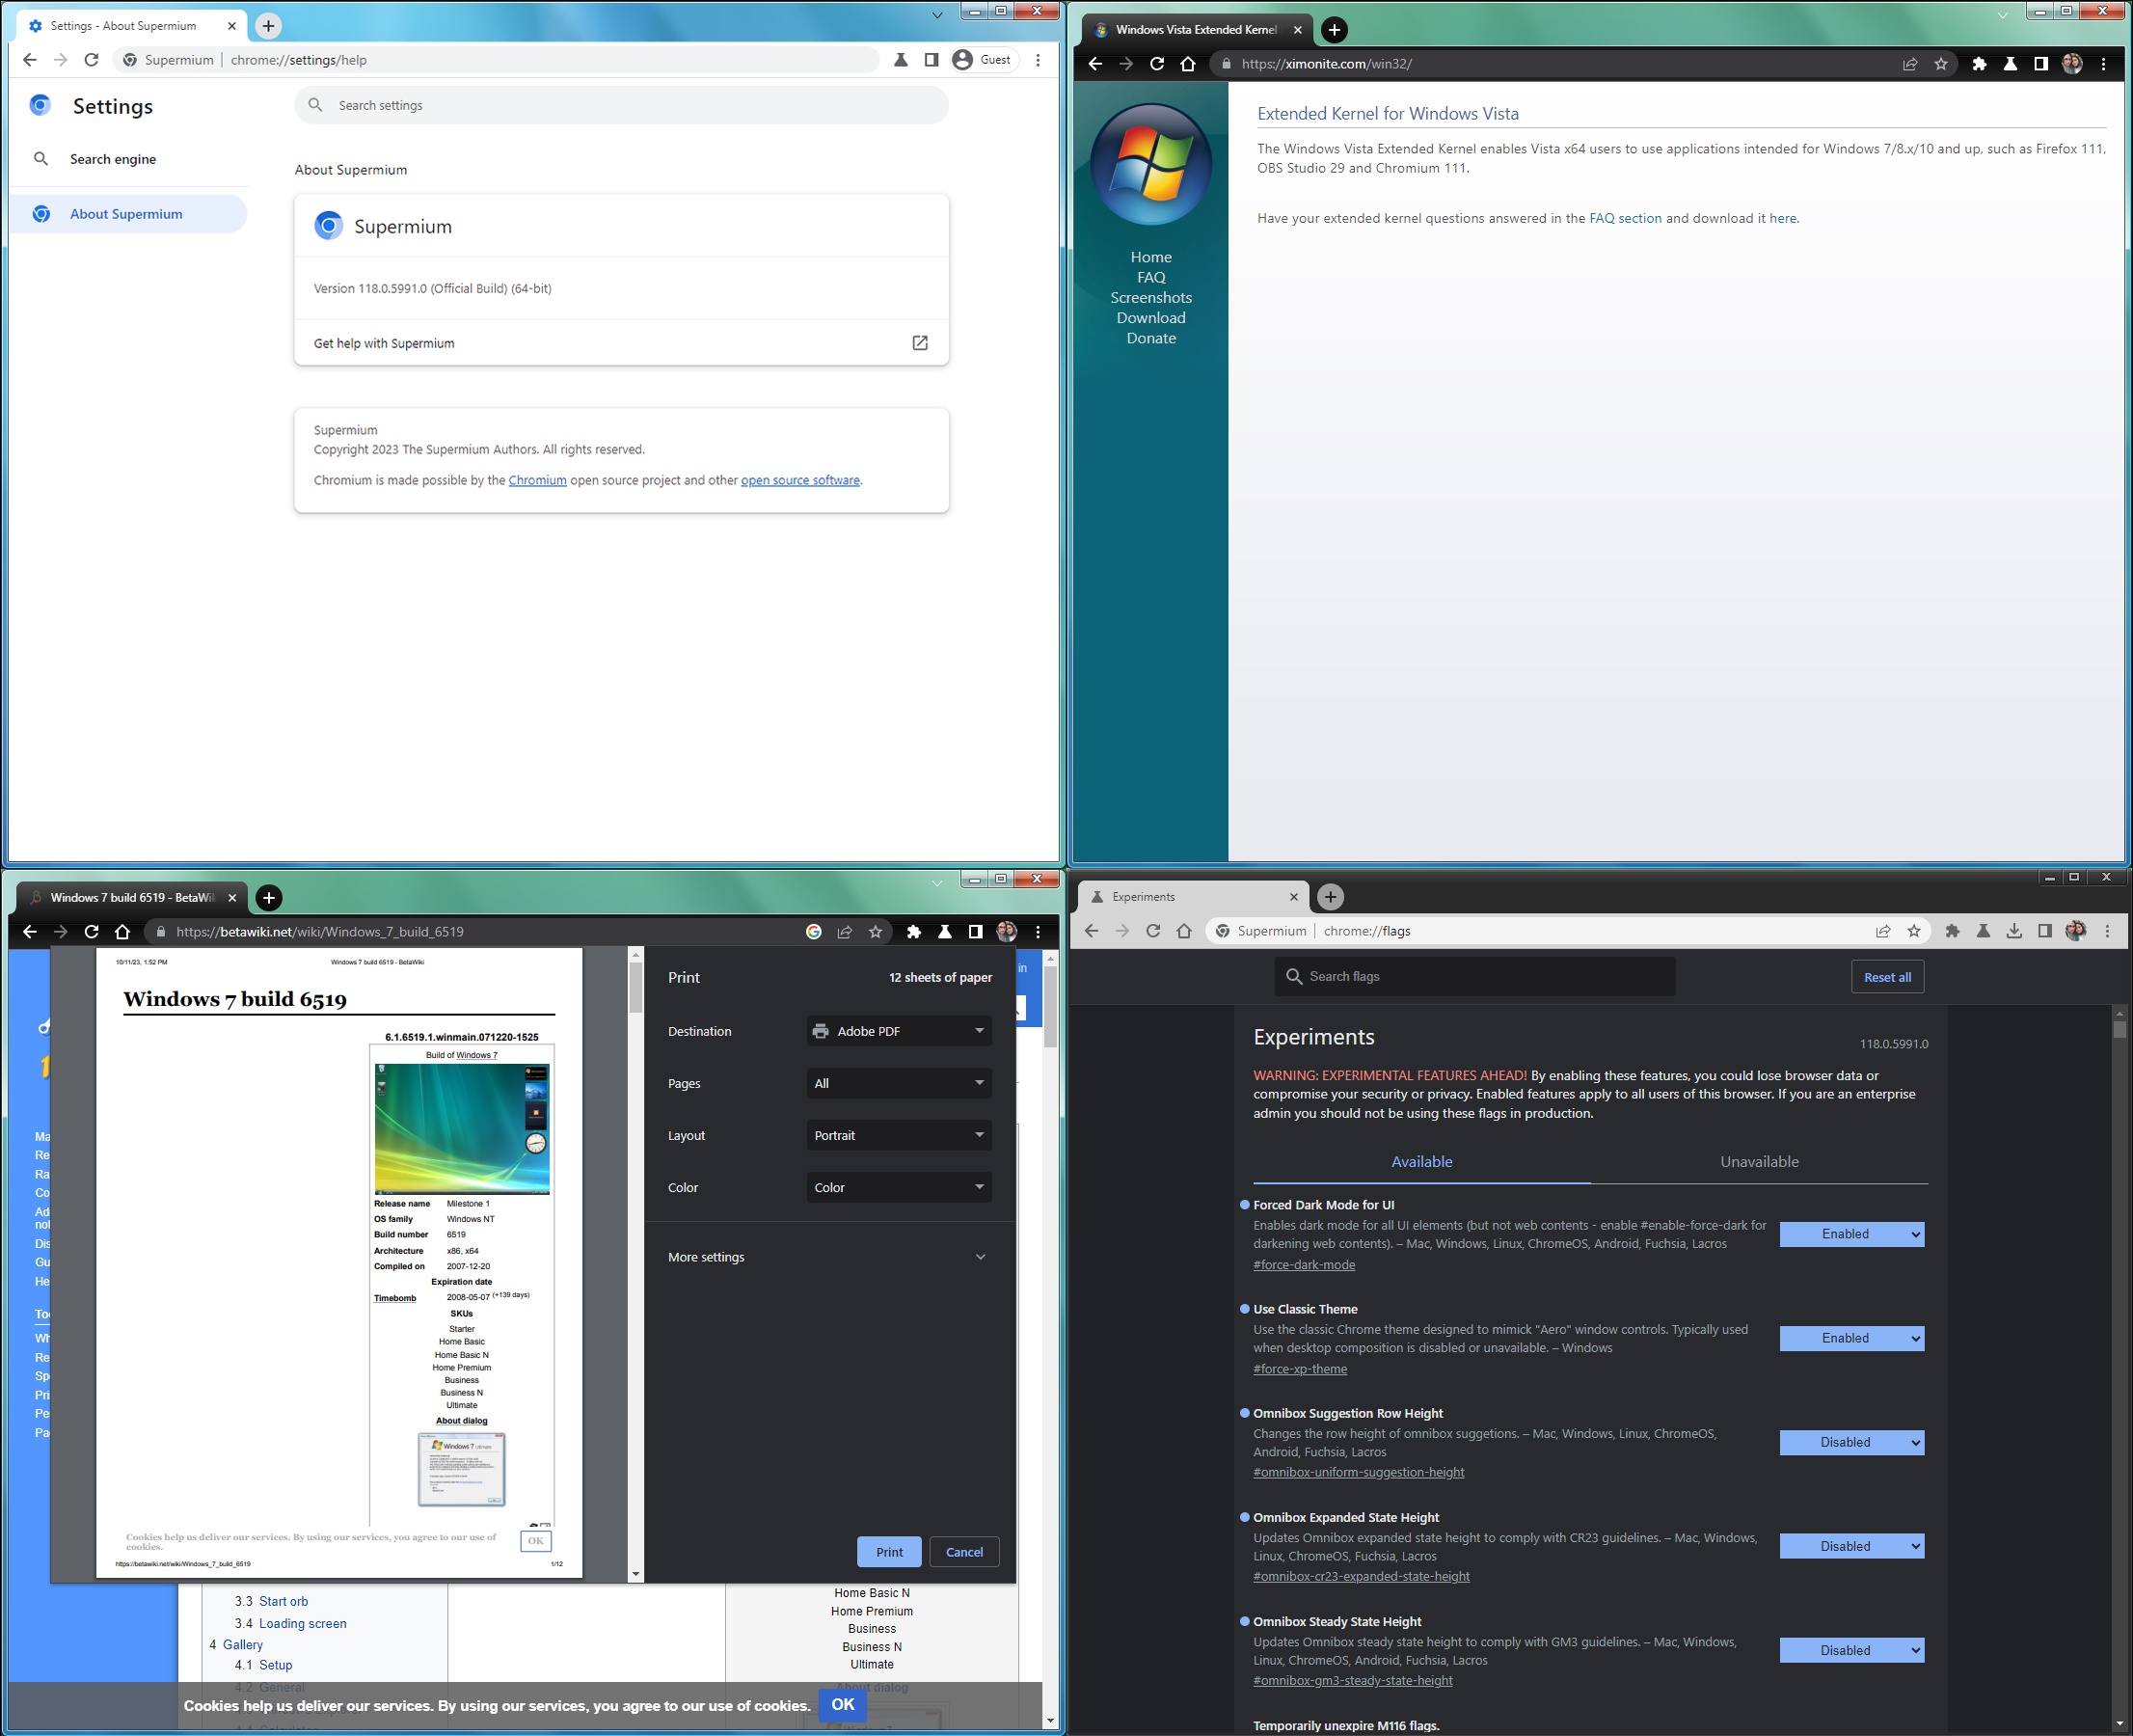 Settings - About Supermium
Supermium
chrome://settings/help
Guest
Settings
Search settings
Search engine
About Supermium
About Supermium
Supermium
Version 118.0.5991.0 (Official Build) (64-bit)
Get help with Supermium
Supermium
Copyright 2023 The Supermium Authors. All rights reserved.
Chromium is made possible by the Chromium open source project and other open source software.
Windows Vista Extended Kernel
https://ximonite.com/win32/
Home
FAQ
Screenshots
Download
Donate
Extended Kernel for Windows Vista
The Windows Vista Extended Kernel enables Vista x64 users to use applications intended for Windows 7/8.x/10 and up, such as Firefox 111,
OBS Studio 29 and Chromium 111.
Have your extended kernel questions answered in the FAQ section and download it here.
Windows 7 build 6519 - BetaWi
https://betawiki.net/wiki/Windows_7_build_6519
in
Ma
Re
Ra
Co
Ad
not
Dis
Gu
He
Too
Wh
Re
Spe
Pri
Pe
Pa
10/11/23, 1:52 PM
Windows 7 build 6519 - BetaWiki
Windows 7 build 6519
6.1.6519.1.winmain.071220-1525
Build of Windows 7
Release name Milestone 1
OS family Windows NT
Build number 6519
Architecture x86, x64
Compiled on 2007-12-20
Expiration date
Timebomb 2008-05-07 (+139 days)
SKUs
Starter
Home Basic
Home Basic N
Home Premium
Business
Business N
Ultimate
About dialog
Windows 7 Ultimate
Cookies help us deliver our services. By using our services, you agree to our use of
cookies.
OK
https://betawiki.net/wiki/Windows_7_build_6519
1/12
Print
12 sheets of paper
Destination
Adobe PDF
Pages
All
Layout
Portrait
Color
Color
More settings
Print
Cancel
3.3 Start orb
3.4 Loading screen
4 Gallery
4.1 Setup
4.2 General
Home Basic N
Home Premium
Business
Business N
Ultimate
About dialog
Cookies help us deliver our services. By using our services, you agree to our use of cookies.
OK
Experiments
Supermium
chrome://flags
Search flags
Reset all
Experiments
118.0.5991.0
WARNING: EXPERIMENTAL FEATURES AHEAD! By enabling these features, you could lose browser data or
compromise your security or privacy. Enabled features apply to all users of this browser. If you are an enterprise
admin you should not be using these flags in production.
Available
Unavailable
Forced Dark Mode for UI
Enables dark mode for all UI elements (but not web contents - enable #enable-force-dark for
darkening web contents). – Mac, Windows, Linux, ChromeOS, Android, Fuchsia, Lacros
#force-dark-mode
Enabled
Use Classic Theme
Use the classic Chrome theme designed to mimick "Aero" window controls. Typically used
when desktop composition is disabled or unavailable. – Windows
#force-xp-theme
Enabled
Omnibox Suggestion Row Height
Changes the row height of omnibox suggetions. – Mac, Windows, Linux, ChromeOS,
Android, Fuchsia, Lacros
#omnibox-uniform-suggestion-height
Disabled
Omnibox Expanded State Height
Updates Omnibox expanded state height to comply with CR23 guidelines. – Mac, Windows,
Linux, ChromeOS, Fuchsia, Lacros
#omnibox-cr23-expanded-state-height
Disabled
Omnibox Steady State Height
Updates Omnibox steady state height to comply with GM3 guidelines. – Mac, Windows,
Linux, ChromeOS, Android, Fuchsia, Lacros
#omnibox-gm3-steady-state-height
Disabled
Temporarily unexpire M116 flags.